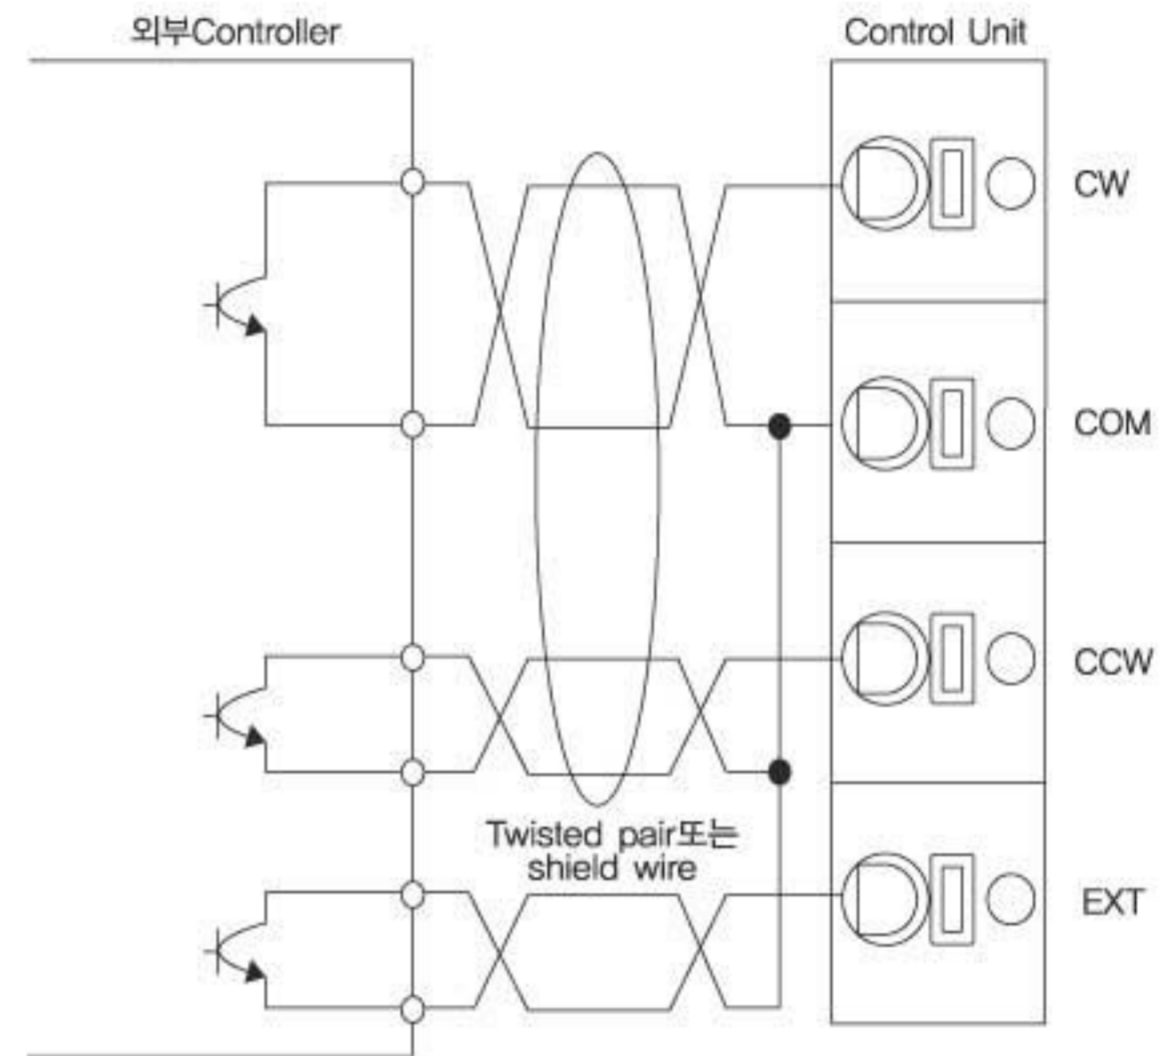 외부Controller
Control Unit
CW
COM
CCW
Twisted pair또는
shield wire
EXT